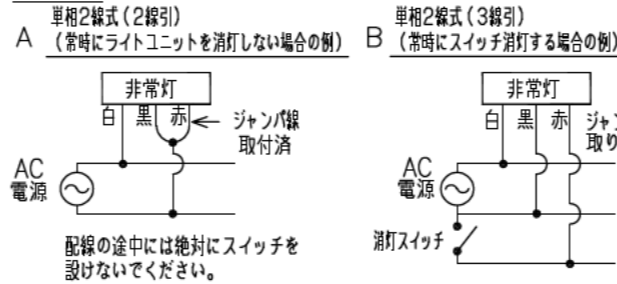 A 単相2線式(2線引)
(常時にライトユニットを消灯しない場合の例)
非常灯
白 黒 赤
ジャンパ線
取付済
AC
電源
配線の途中には絶対にスイッチを
設けないでください。
B 単相2線式(3線引)
(常時にスイッチ消灯する場合の例)
非常灯
白 黒 赤
ジャン
取り
AC
電源
消灯スイッチ